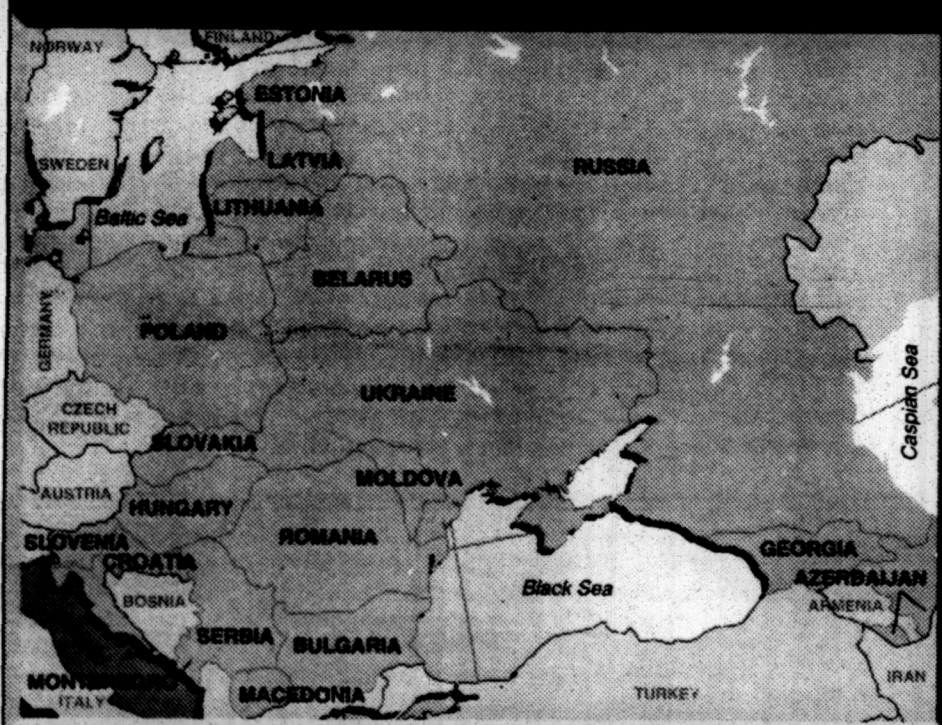 NORWAY
FINLAND
ESTONIA
SWEDEN
LATVIA
RUSSIA
Baltic Sea
LITHUANIA
BELARUS
GERMANY
POLAND
Caspian Sea
UKRAINE
CZECH
REPUBLIC
SLOVAKIA
MOLDOVA
AUSTRIA
HUNGARY
ROMANIA
SLOVENIA
CROATIA
GEORGIA
AZERBAIJAN
Black Sea
BOSNIA
ARMENIA
SERBIA
BULGARIA
IRAN
MONTENEGRO
ITALY
MACEDONIA
TURKEY